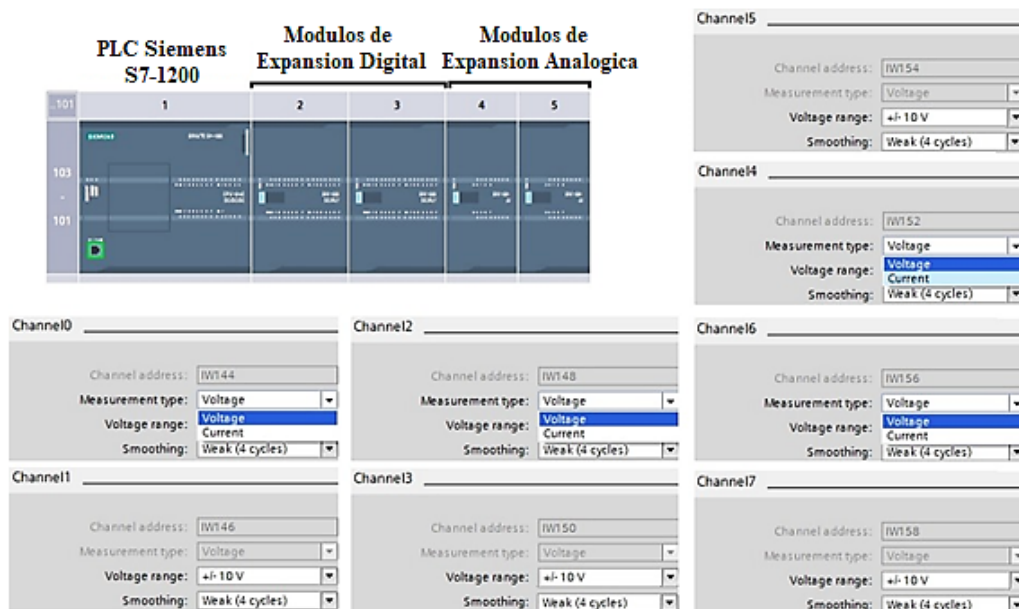 PLC Siemens
S7-1200
Modulos de
Expansion Digital
Modulos de
Expansion Analogica
..101
1
2
3
4
5
103
-
101
SIEMENS
Channel5
Channel address: IW154
Measurement type: Voltage
Voltage range: +/- 10 V
Smoothing: Weak (4 cycles)
Channel4
Channel address: IW152
Measurement type: Voltage
Voltage
Voltage range:
Current
Smoothing: Weak (4 cycles)
Channel0
Channel address: IW144
Measurement type: Voltage
Voltage
Voltage range:
Current
Smoothing: Weak (4 cycles)
Channel2
Channel address: IW148
Measurement type: Voltage
Voltage
Voltage range:
Current
Smoothing: Weak (4 cycles)
Channel6
Channel address: IW156
Measurement type: Voltage
Voltage
Voltage range:
Current
Smoothing: Weak (4 cycles)
Channel1
Channel address: IW146
Measurement type: Voltage
Voltage range: +/- 10 V
Smoothing: Weak (4 cycles)
Channel3
Channel address: IW150
Measurement type: Voltage
Voltage range: +/- 10 V
Smoothing: Weak (4 cycles)
Channel7
Channel address: IW158
Measurement type: Voltage
Voltage range: +/- 10 V
Smoothing: Weak (4 cycles)